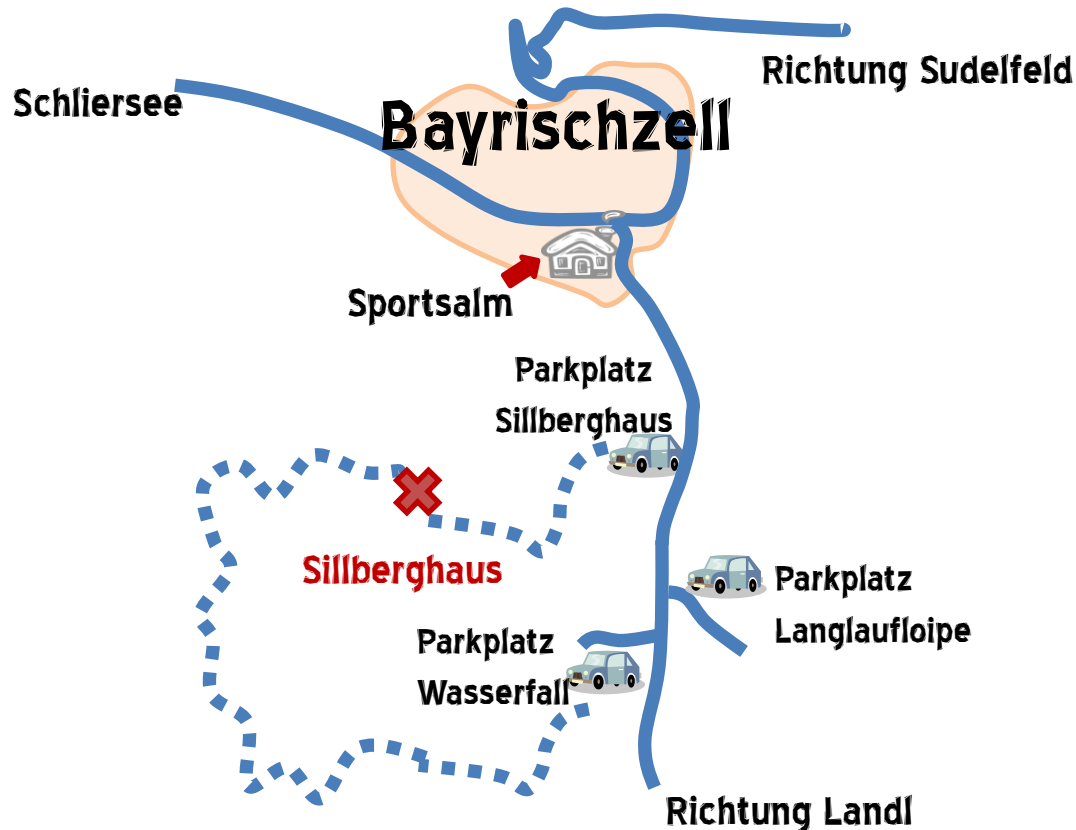 Richtung Sudelfeld
Schliersee
Bayrischzell
Sportsalm
Parkplatz
Sillberghaus
Sillberghaus
Parkplatz
Langlaufloipe
Parkplatz
Wasserfall
Richtung Landl